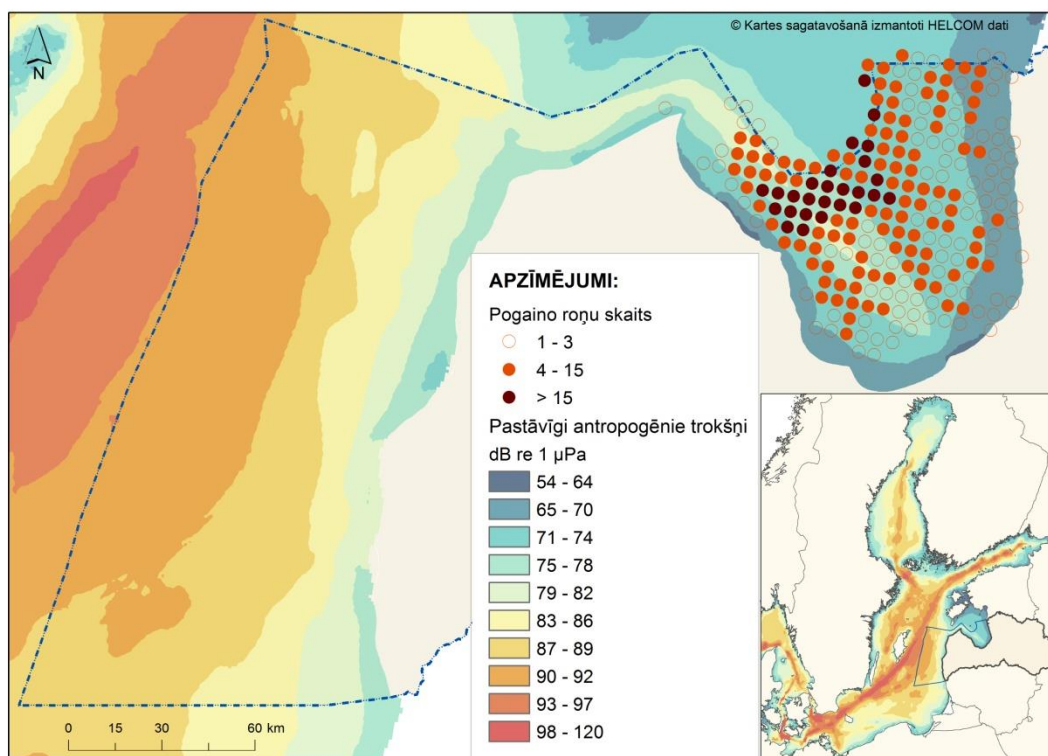 © Kartes sagatavošanā izmantoti HELCOM dati
N
APZĪMĒJUMI:
Pogaino roņu skaits
1 - 3
4 - 15
> 15
Pastāvīgi antropogēnie trokšņi
dB re 1 µPa
54 - 64
65 - 70
71 - 74
75 - 78
79 - 82
83 - 86
87 - 89
90 - 92
93 - 97
98 - 120
0 15 30 60 km